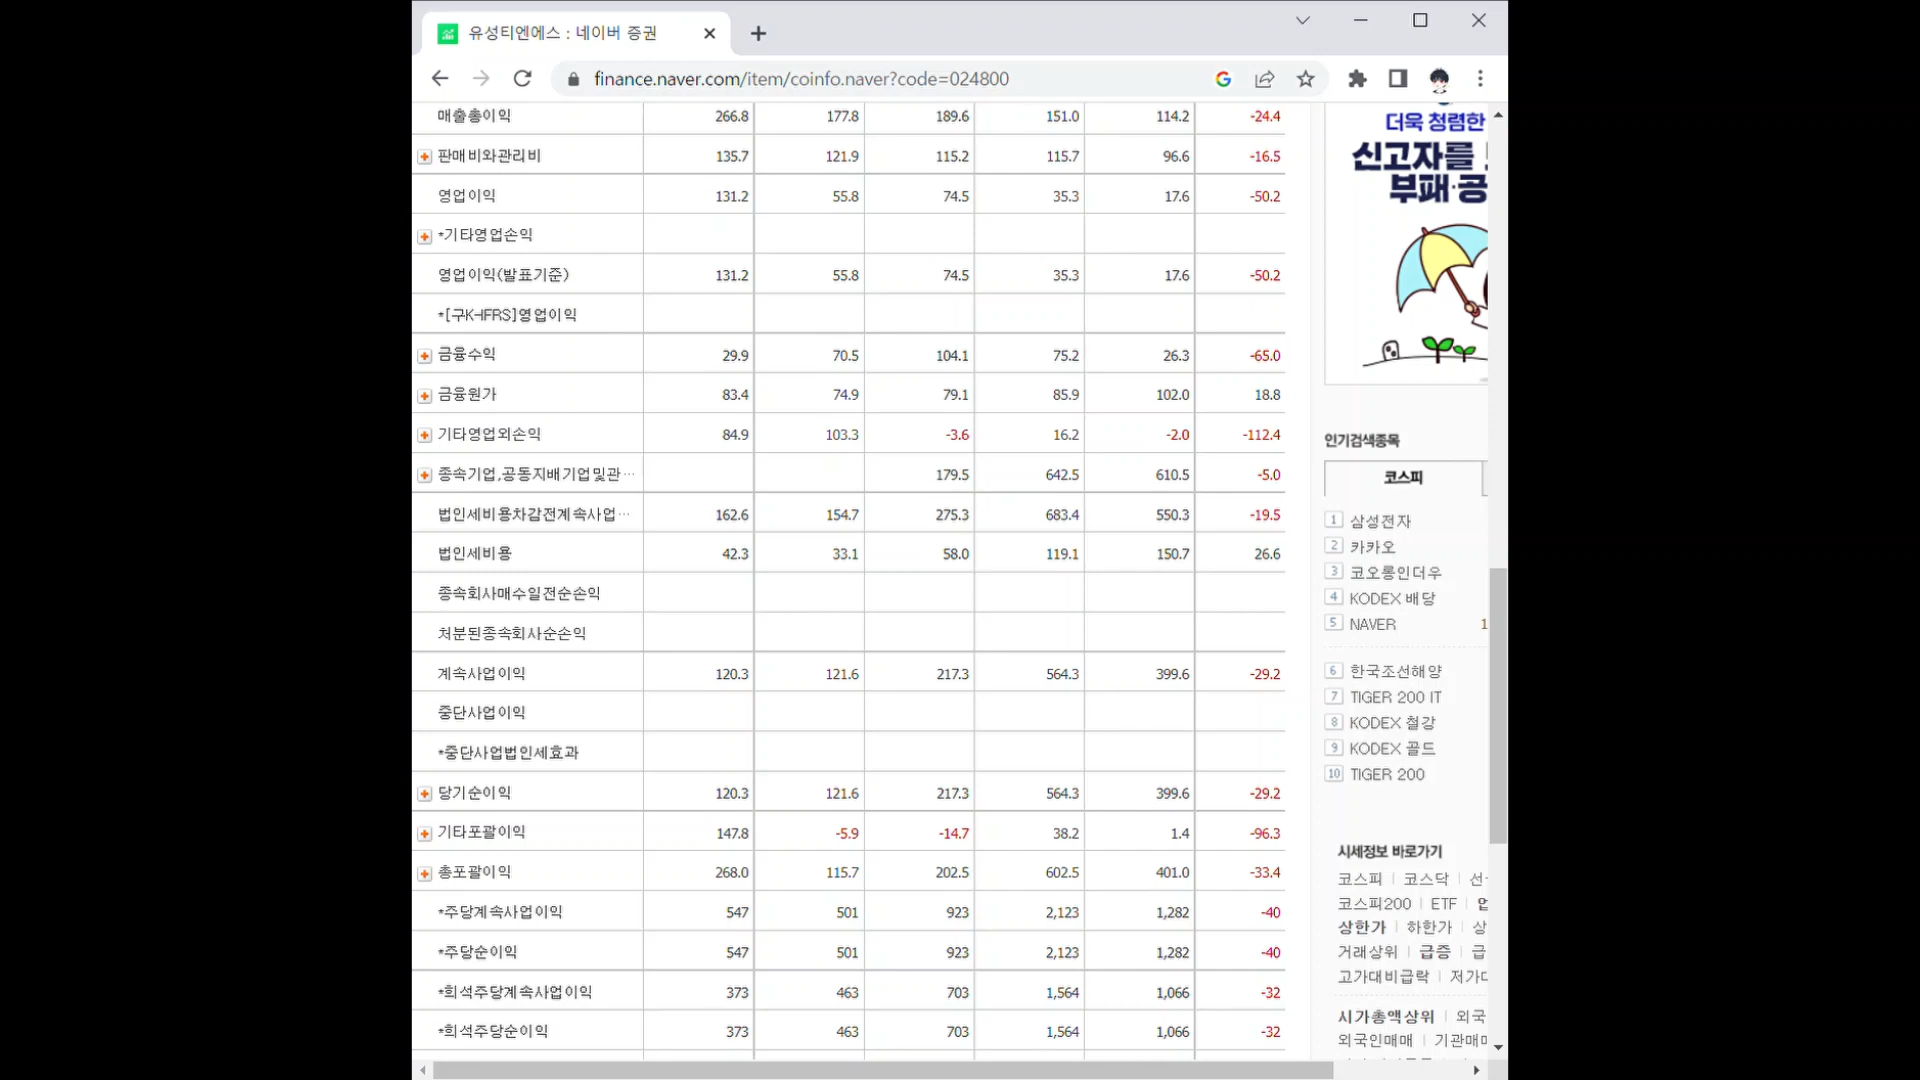 유성티엔에스 : 네이버 증권
finance.naver.com/item/coinfo.naver?code=024800
매출총이익 266.8 177.8 189.6 151.0 114.2 -24.4
판매비와관리비 135.7 121.9 115.2 115.7 96.6 -16.5
영업이익 131.2 55.8 74.5 35.3 17.6 -50.2
*기타영업손익
영업이익(발표기준) 131.2 55.8 74.5 35.3 17.6 -50.2
*[구K-IFRS]영업이익
금융수익 29.9 70.5 104.1 75.2 26.3 -65.0
금융원가 83.4 74.9 79.1 85.9 102.0 18.8
기타영업외손익 84.9 103.3 -3.6 16.2 -2.0 -112.4
종속기업,공동지배기업및관… 179.5 642.5 610.5 -5.0
법인세비용차감전계속사업… 162.6 154.7 275.3 683.4 550.3 -19.5
법인세비용 42.3 33.1 58.0 119.1 150.7 26.6
종속회사매수일전순손익
처분된종속회사순손익
계속사업이익 120.3 121.6 217.3 564.3 399.6 -29.2
중단사업이익
*중단사업법인세효과
당기순이익 120.3 121.6 217.3 564.3 399.6 -29.2
기타포괄이익 147.8 -5.9 -14.7 38.2 1.4 -96.3
총포괄이익 268.0 115.7 202.5 602.5 401.0 -33.4
*주당계속사업이익 547 501 923 2,123 1,282 -40
*주당순이익 547 501 923 2,123 1,282 -40
*희석주당계속사업이익 373 463 703 1,564 1,066 -32
*희석주당순이익 373 463 703 1,564 1,066 -32
더욱 청렴한
신고자를
부패·공
인기검색종목
코스피
1 삼성전자
2 카카오
3 코오롱인더우
4 KODEX 배당
5 NAVER 1
6 한국조선해양
7 TIGER 200 IT
8 KODEX 철강
9 KODEX 골드
10 TIGER 200
시세정보 바로가기
코스피 | 코스닥 | 선
코스피200 | ETF | 업
상한가 | 하한가 | 상
거래상위 | 급증 | 급
고가대비급락 | 저가대
시가총액상위 | 외국
외국인매매 | 기관매매